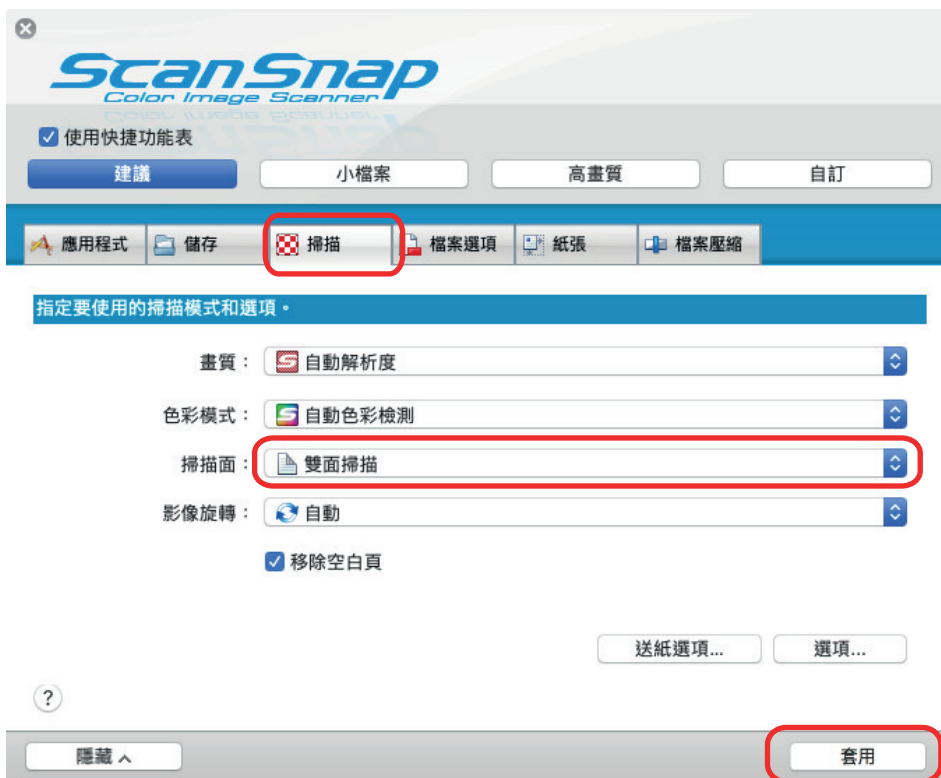 ScanSnap
Color Image Scanner
使用快捷功能表
建議 小檔案 高畫質 自訂
應用程式 儲存 掃描 檔案選項 紙張 檔案壓縮
指定要使用的掃描模式和選項。
畫質： 自動解析度
色彩模式： 自動色彩檢測
掃描面： 雙面掃描
影像旋轉： 自動
移除空白頁
送紙選項... 選項...
?
隱藏 套用